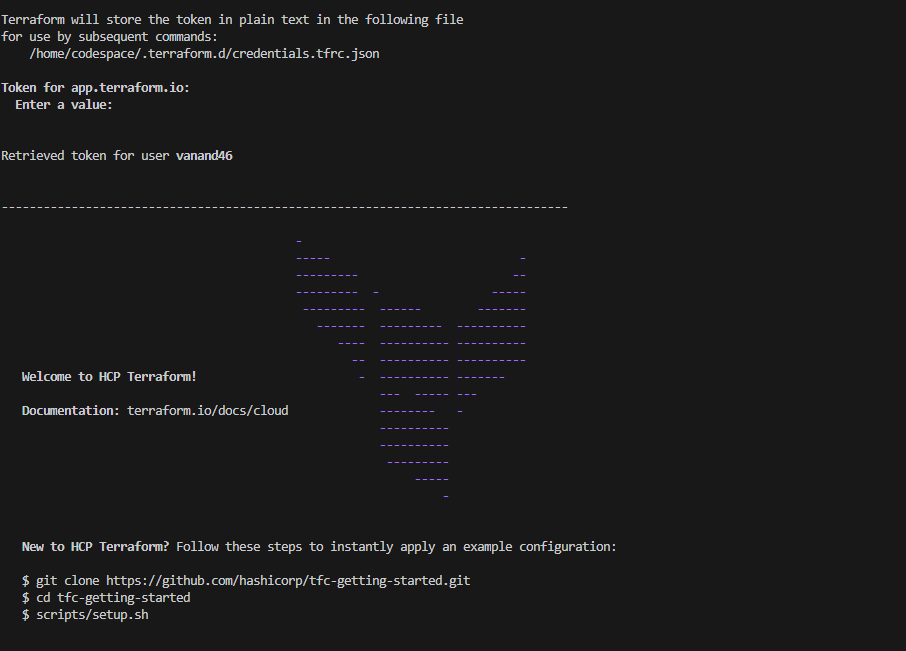 Terraform will store the token in plain text in the following file
for use by subsequent commands:
    /home/codespace/.terraform.d/credentials.tfrc.json
Token for app.terraform.io:
  Enter a value:
Retrieved token for user vanand46
---------------------------------------------------------------------------------
                                          -
                                          -----                           -
                                          ---------                      --
                                          ---------  -                -----
                                           ---------  ------        -------
                                             -------  ---------  ----------
                                                ----  ---------- ----------
                                                  --  ---------- ----------
   Welcome to HCP Terraform!                       -  ---------- -------
                                                      ---  ----- ---
   Documentation: terraform.io/docs/cloud             --------   -
                                                      ----------
                                                      ----------
                                                       ---------
                                                           -----
                                                               -
   New to HCP Terraform? Follow these steps to instantly apply an example configuration:
   $ git clone https://github.com/hashicorp/tfc-getting-started.git
   $ cd tfc-getting-started
   $ scripts/setup.sh